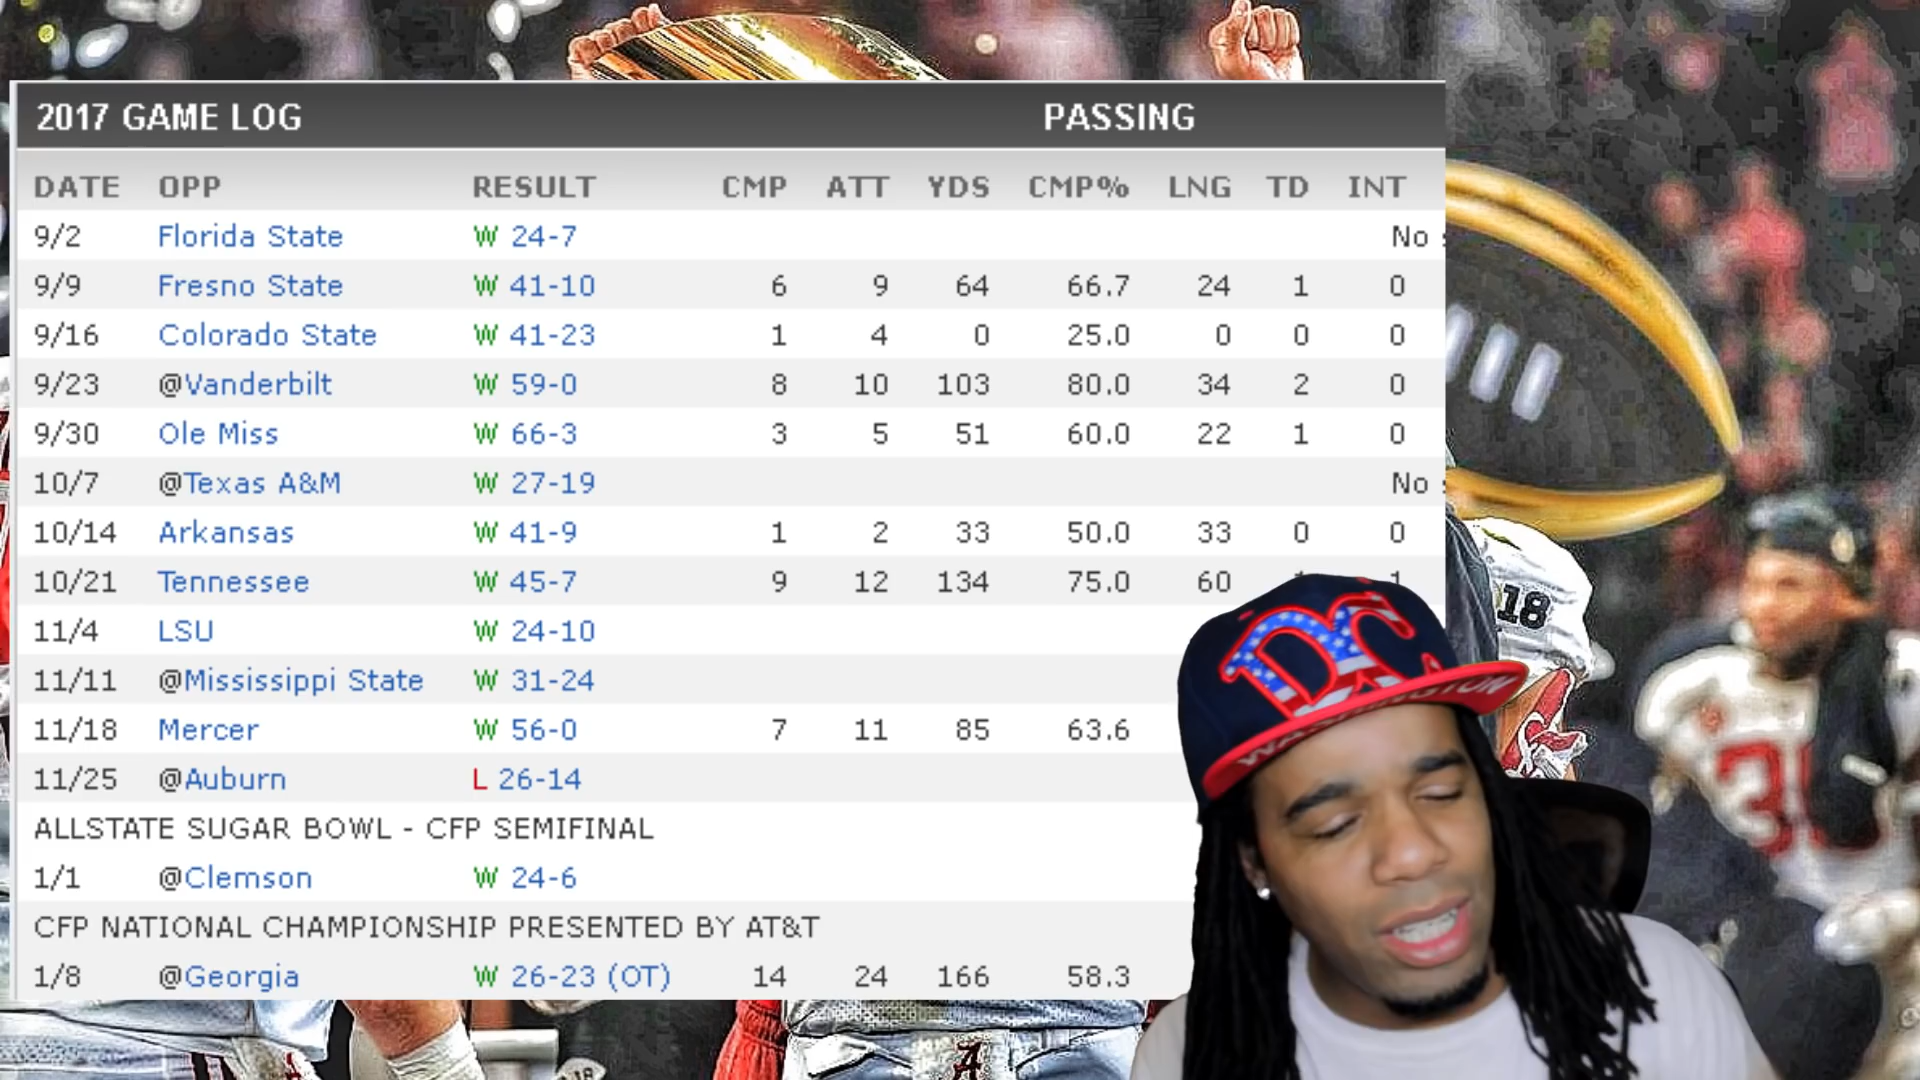 2017 GAME LOG PASSING
DATE OPP RESULT CMP ATT YDS CMP% LNG TD INT
9/2 Florida State W 24-7 No
9/9 Fresno State W 41-10 6 9 64 66.7 24 1 0
9/16 Colorado State W 41-23 1 4 0 25.0 0 0 0
9/23 @Vanderbilt W 59-0 8 10 103 80.0 34 2 0
9/30 Ole Miss W 66-3 3 5 51 60.0 22 1 0
10/7 @Texas A&M W 27-19 No
10/14 Arkansas W 41-9 1 2 33 50.0 33 0 0
10/21 Tennessee W 45-7 9 12 134 75.0 60 1
11/4 LSU W 24-10
11/11 @Mississippi State W 31-24
11/18 Mercer W 56-0 7 11 85 63.6
11/25 @Auburn L 26-14
ALLSTATE SUGAR BOWL - CFP SEMIFINAL
1/1 @Clemson W 24-6
CFP NATIONAL CHAMPIONSHIP PRESENTED BY AT&T
1/8 @Georgia W 26-23 (OT) 14 24 166 58.3
DC
WASHINGTON
18
3
A
18